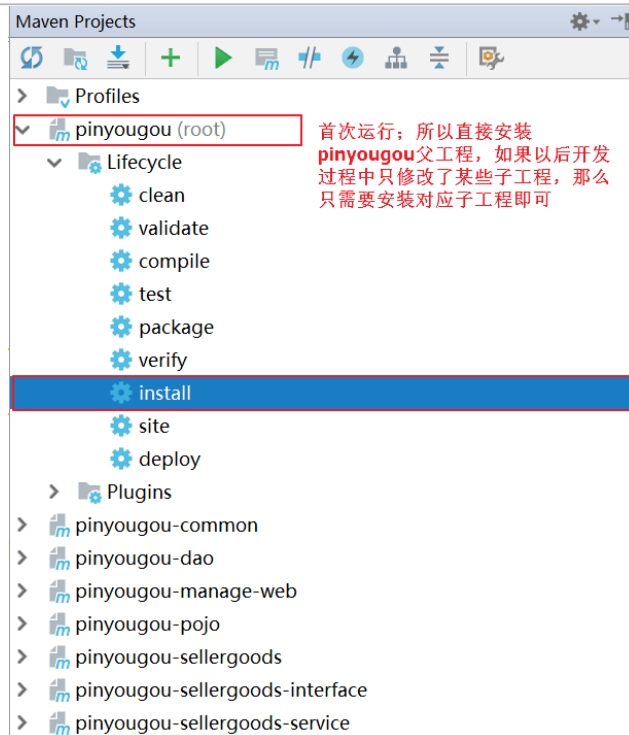 Maven Projects
Profiles
pinyougou (root)
首次运行；所以直接安装
pinyougou父工程，如果以后开发
过程中只修改了某些子工程，那么
只需要安装对应子工程即可
Lifecycle
clean
validate
compile
test
package
verify
install
site
deploy
Plugins
pinyougou-common
pinyougou-dao
pinyougou-manage-web
pinyougou-pojo
pinyougou-sellergoods
pinyougou-sellergoods-interface
pinyougou-sellergoods-service